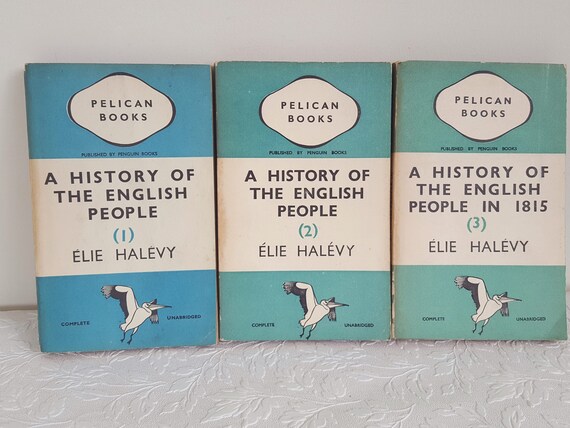 PELICAN
BOOKS
PUBLISHED BY PENGUIN BOOKS
A HISTORY OF
THE ENGLISH
PEOPLE
(1)
ÉLIE HALÉVY
COMPLETE UNABRIDGED
PELICAN
BOOKS
PUBLISHED BY PENGUIN BOOKS
A HISTORY OF
THE ENGLISH
PEOPLE
(2)
ÉLIE HALÉVY
COMPLETE UNABRIDGED
PELICAN
BOOKS
PUBLISHED BY PENGUIN BOOKS
A HISTORY OF
THE ENGLISH
PEOPLE IN 1815
(3)
ÉLIE HALÉVY
COMPLETE UNABRIDGED